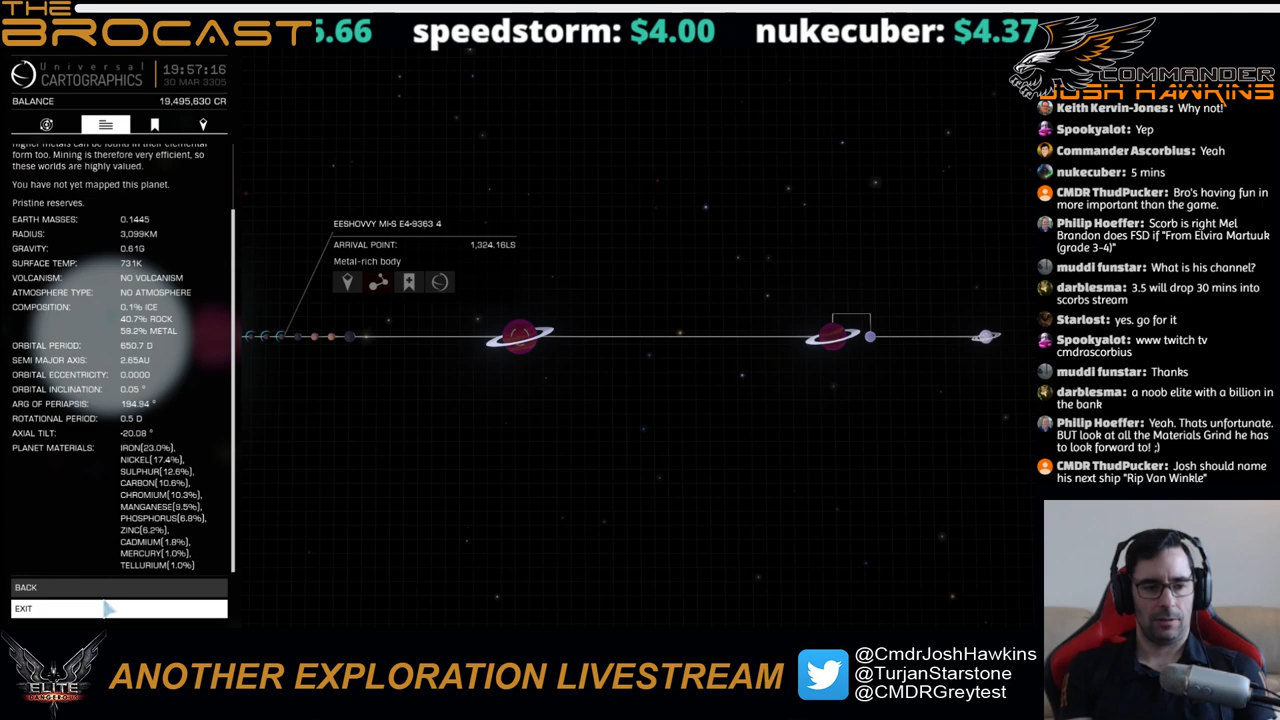 THE
BROCAST
5.66 speedstorm: $4.00 nukecuber: $4.37
Universal
CARTOGRAPHICS
19:57:16
30 MAR 3305
BALANCE 19,495,630 CR
higher metals can be found in their elemental
form too. Mining is therefore very efficient, so
these worlds are highly valued.
You have not yet mapped this planet.
Pristine reserves.
EARTH MASSES: 0.1445
RADIUS: 3,099KM
GRAVITY: 0.61G
SURFACE TEMP: 731K
VOLCANISM: NO VOLCANISM
ATMOSPHERE TYPE: NO ATMOSPHERE
COMPOSITION: 0.1% ICE
40.7% ROCK
59.2% METAL
ORBITAL PERIOD: 650.7 D
SEMI MAJOR AXIS: 2.65AU
ORBITAL ECCENTRICITY: 0.0000
ORBITAL INCLINATION: 0.05 °
ARG OF PERIAPSIS: 194.94 °
ROTATIONAL PERIOD: 0.5 D
AXIAL TILT: -20.08 °
PLANET MATERIALS: IRON(23.0%),
NICKEL(17.4%),
SULPHUR(12.6%),
CARBON(10.6%),
CHROMIUM(10.3%),
MANGANESE(9.5%),
PHOSPHORUS(6.8%),
ZINC(6.2%),
CADMIUM(1.8%),
MERCURY(1.0%),
TELLURIUM(1.0%)
BACK
EXIT
EESHOVVY MI-S E4-9363 4
ARRIVAL POINT: 1,324.16LS
Metal-rich body
COMMANDER
JOSH HAWKINS
Keith Kervin-Jones: Why not!
Spookyalot: Yep
Commander Ascorbius: Yeah
nukecuber: 5 mins
CMDR ThudPucker: Bro's having fun in
more important than the game.
Philip Hoeffer: Scorb is right Mel
Brandon does FSD if "From Elvira Martuuk
(grade 3-4)"
muddi funstar: What is his channel?
darblesma: 3.5 will drop 30 mins into
scorbs stream
Starlost: yes. go for it
Spookyalot: www twitch tv
cmdrascorbius
muddi funstar: Thanks
darblesma: a noob elite with a billion in
the bank
Philip Hoeffer: Yeah. Thats unfortunate.
BUT look at all the Materials Grind he has
to look forward to! ;)
CMDR ThudPucker: Josh should name
his next ship "Rip Van Winkle"
ELITE
DANGEROUS
ANOTHER EXPLORATION LIVESTREAM
@CmdrJoshHawkins
@TurjanStarstone
@CMDRGreytest